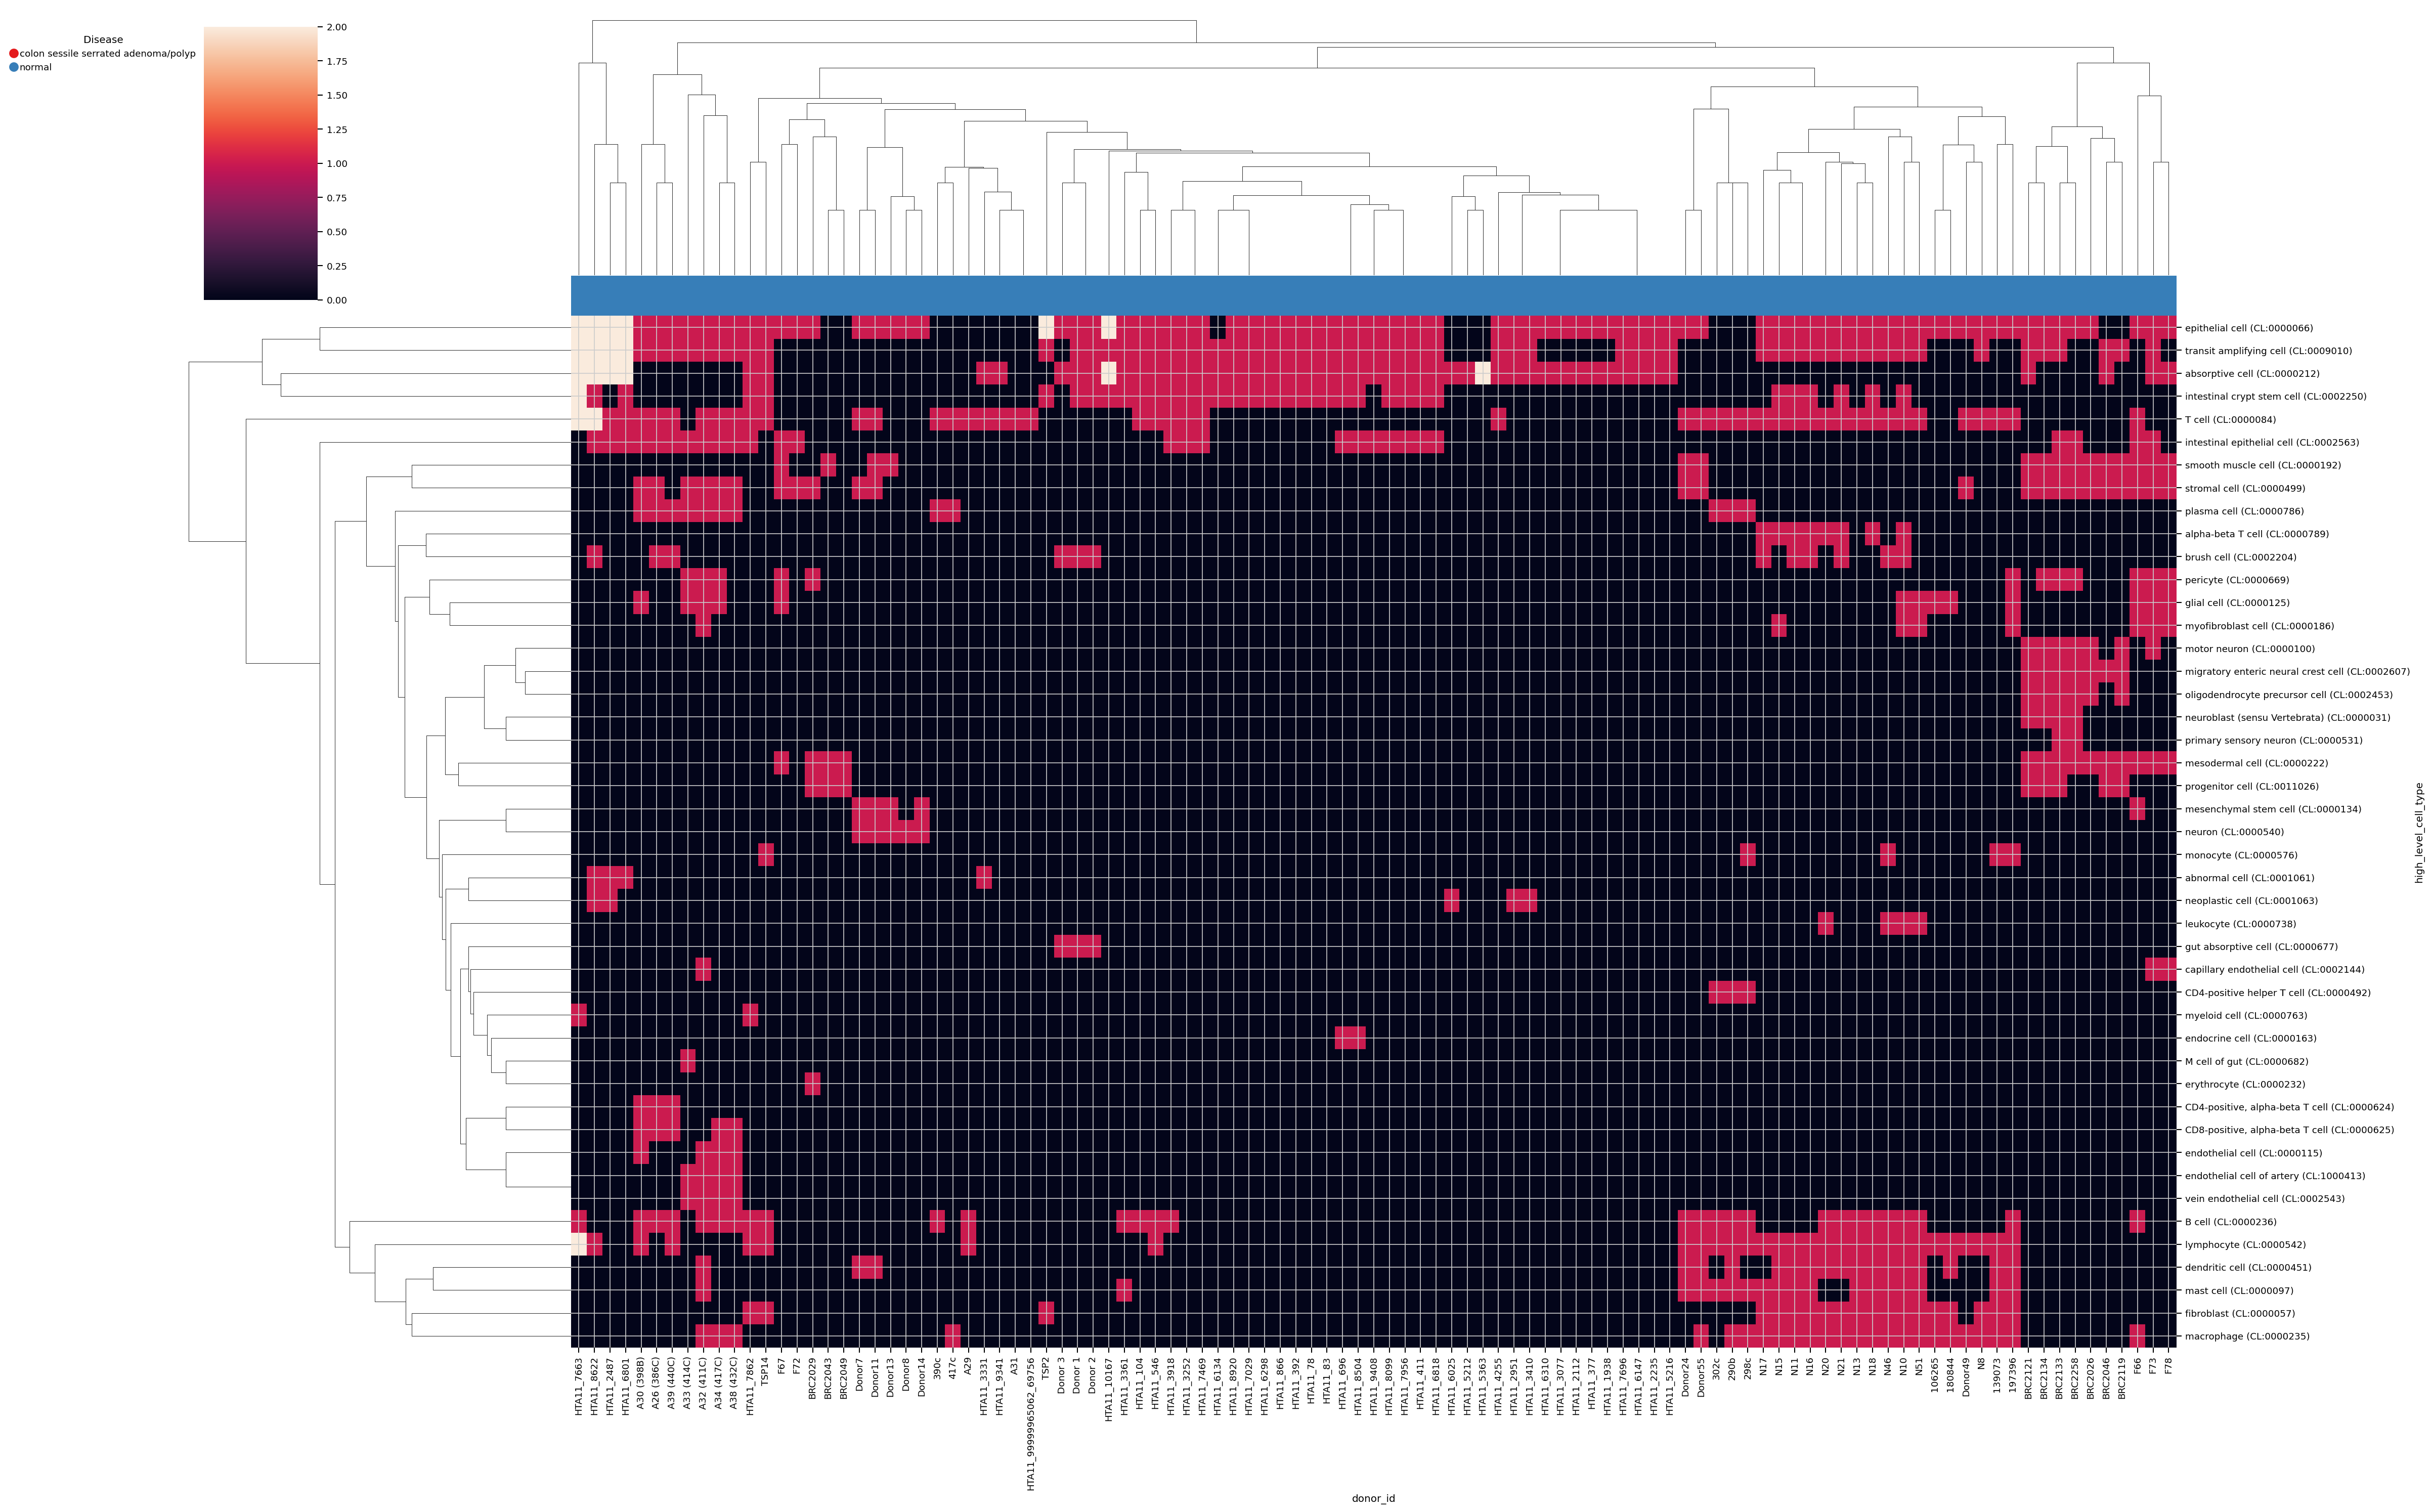 Disease
colon sessile serrated adenoma/polyp
normal
2.00
1.75
1.50
1.25
1.00
0.75
0.50
0.25
0.00
epithelial cell (CL:0000066)
transit amplifying cell (CL:0009010)
absorptive cell (CL:0000212)
intestinal crypt stem cell (CL:0002250)
T cell (CL:0000084)
intestinal epithelial cell (CL:0002563)
smooth muscle cell (CL:0000192)
stromal cell (CL:0000499)
plasma cell (CL:0000786)
alpha-beta T cell (CL:0000789)
brush cell (CL:0002204)
pericyte (CL:0000669)
glial cell (CL:0000125)
myofibroblast cell (CL:0000186)
motor neuron (CL:0000100)
migratory enteric neural crest cell (CL:0002607)
oligodendrocyte precursor cell (CL:0002453)
neuroblast (sensu Vertebrata) (CL:0000031)
primary sensory neuron (CL:0000531)
mesodermal cell (CL:0000222)
progenitor cell (CL:0011026)
mesenchymal stem cell (CL:0000134)
neuron (CL:0000540)
monocyte (CL:0000576)
abnormal cell (CL:0001061)
neoplastic cell (CL:0001063)
leukocyte (CL:0000738)
gut absorptive cell (CL:0000677)
capillary endothelial cell (CL:0002144)
CD4-positive helper T cell (CL:0000492)
myeloid cell (CL:0000763)
endocrine cell (CL:0000163)
M cell of gut (CL:0000682)
erythrocyte (CL:0000232)
CD4-positive, alpha-beta T cell (CL:0000624)
CD8-positive, alpha-beta T cell (CL:0000625)
endothelial cell (CL:0000115)
endothelial cell of artery (CL:1000413)
vein endothelial cell (CL:0002543)
B cell (CL:0000236)
lymphocyte (CL:0000542)
dendritic cell (CL:0000451)
mast cell (CL:0000097)
fibroblast (CL:0000057)
macrophage (CL:0000235)
high_level_cell_type
HTA11_7663
HTA11_8622
HTA11_2487
HTA11_6801
A30 (398B)
A26 (386C)
A39 (440C)
A33 (414C)
A32 (411C)
A34 (417C)
A38 (432C)
HTA11_7862
TSP14
F67
F72
BRC2029
BRC2043
BRC2049
Donor7
Donor11
Donor13
Donor8
Donor14
390c
417c
A29
HTA11_3331
HTA11_9341
A31
HTA11_99999965062_69756
TSP2
Donor 3
Donor 1
Donor 2
HTA11_10167
HTA11_3361
HTA11_104
HTA11_546
HTA11_3918
HTA11_3252
HTA11_7469
HTA11_6134
HTA11_8920
HTA11_7029
HTA11_6298
HTA11_866
HTA11_392
HTA11_78
HTA11_83
HTA11_696
HTA11_8504
HTA11_9408
HTA11_8099
HTA11_7956
HTA11_411
HTA11_6818
HTA11_6025
HTA11_5212
HTA11_5363
HTA11_4255
HTA11_2951
HTA11_3410
HTA11_6310
HTA11_3077
HTA11_2112
HTA11_377
HTA11_1938
HTA11_7696
HTA11_6147
HTA11_2235
HTA11_5216
Donor24
Donor55
302c
290b
298c
N17
N15
N11
N16
N20
N21
N13
N18
N46
N10
N51
106265
180844
Donor49
N8
139073
197396
BRC2121
BRC2134
BRC2133
BRC2258
BRC2026
BRC2046
BRC2119
F66
F73
F78
donor_id